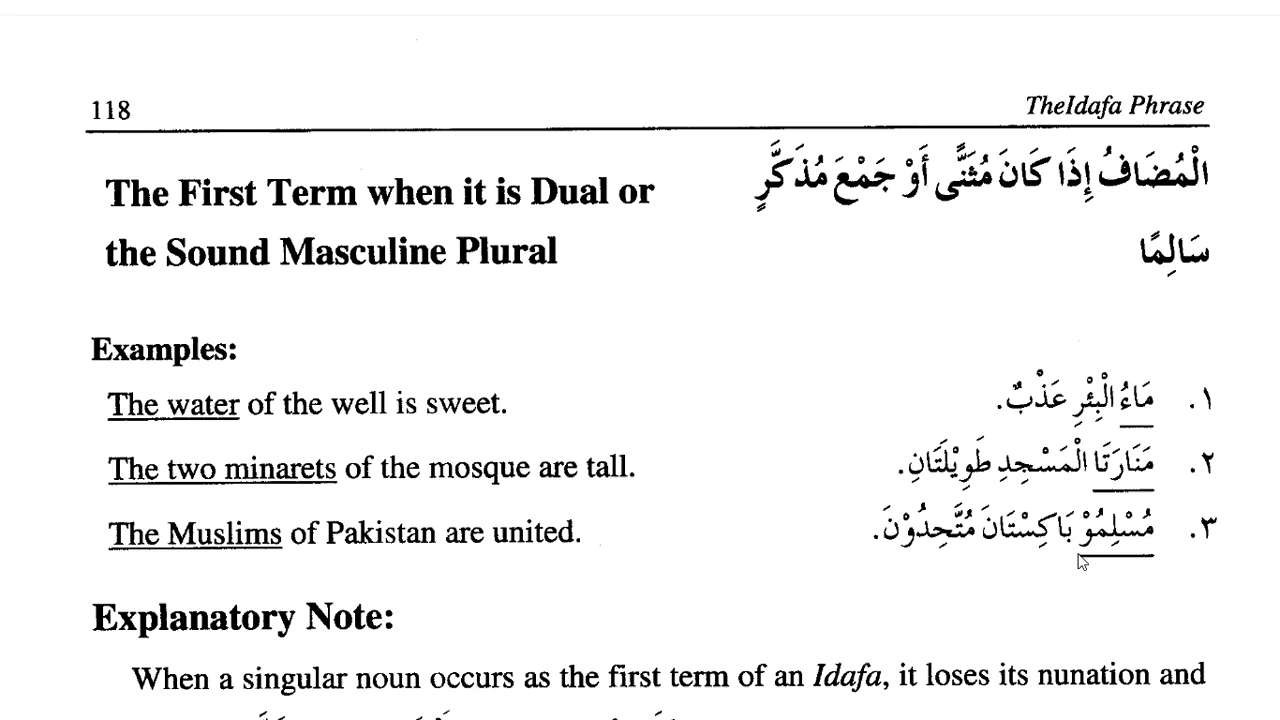 118 TheIdafa Phrase
The First Term when it is Dual or الْمُضَافُ إِذَا كَانَ مُثَنًّى أَوْ جَمْعَ مُذَكَّرٍ
the Sound Masculine Plural سَالِمًا
Examples:
The water of the well is sweet. ١. مَاءُ الْبِئْرِ عَذْبٌ.
The two minarets of the mosque are tall. ٢. مَنَارَتَا الْمَسْجِدِ طَوِيْلَتَانِ.
The Muslims of Pakistan are united. ٣. مُسْلِمُوْ بَاكِسْتَانَ مُتَّحِدُوْنَ.
Explanatory Note:
When a singular noun occurs as the first term of an Idafa, it loses its nunation and